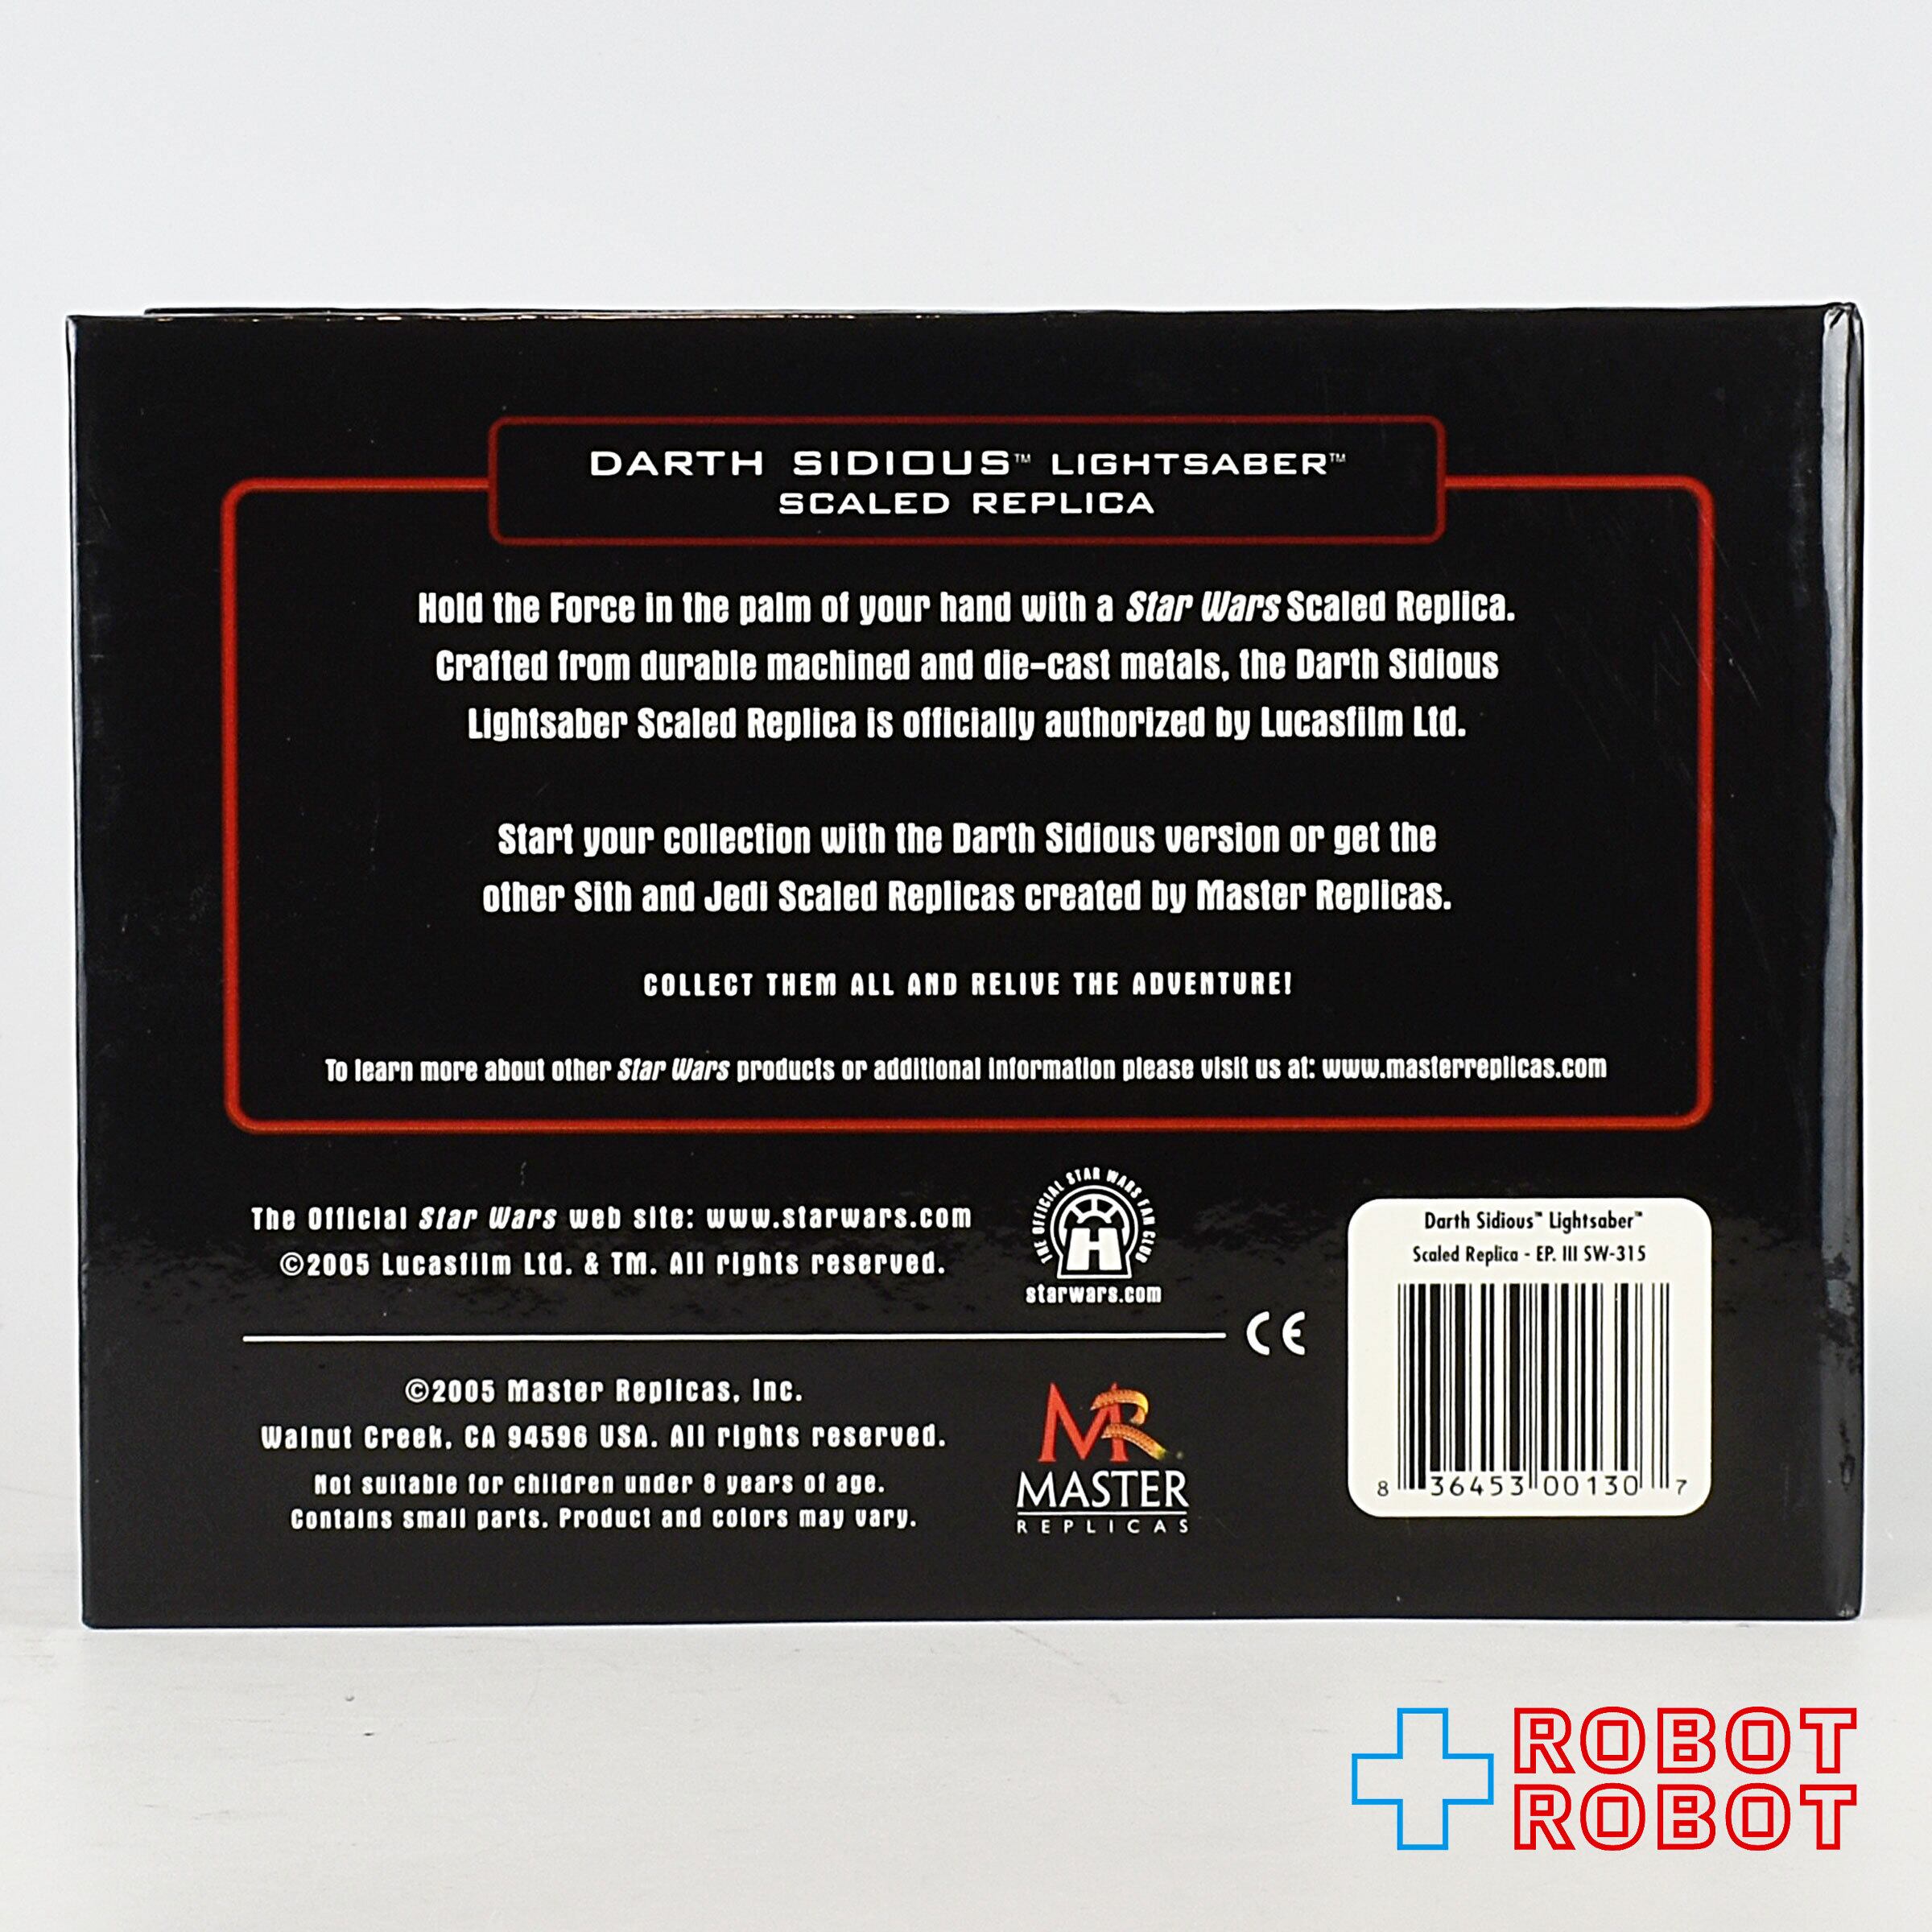 DARTH SIDIOUS™ LIGHTSABER™
SCALED REPLICA
Hold the Force in the palm of your hand with a Star Wars Scaled Replica.
Crafted from durable machined and die-cast metals, the Darth Sidious
Lightsaber Scaled Replica is officially authorized by Lucasfilm Ltd.
Start your collection with the Darth Sidious version or get the
other Sith and Jedi Scaled Replicas created by Master Replicas.
COLLECT THEM ALL AND RELIVE THE ADVENTURE!
To learn more about other Star Wars products or additional information please visit us at: www.masterreplicas.com
The Official Star Wars web site: www.starwars.com
©2005 Lucasfilm Ltd. & TM. All rights reserved.
THE OFFICIAL STAR WARS FAN CLUB
H
starwars.com
CE
©2005 Master Replicas, Inc.
Walnut Creek, CA 94596 USA. All rights reserved.
Not suitable for children under 8 years of age.
Contains small parts. Product and colors may vary.
MR
MASTER
REPLICAS
Darth Sidious™ Lightsaber™
Scaled Replica - EP. III SW-315
8 36453 00130 7
ROBOT
ROBOT